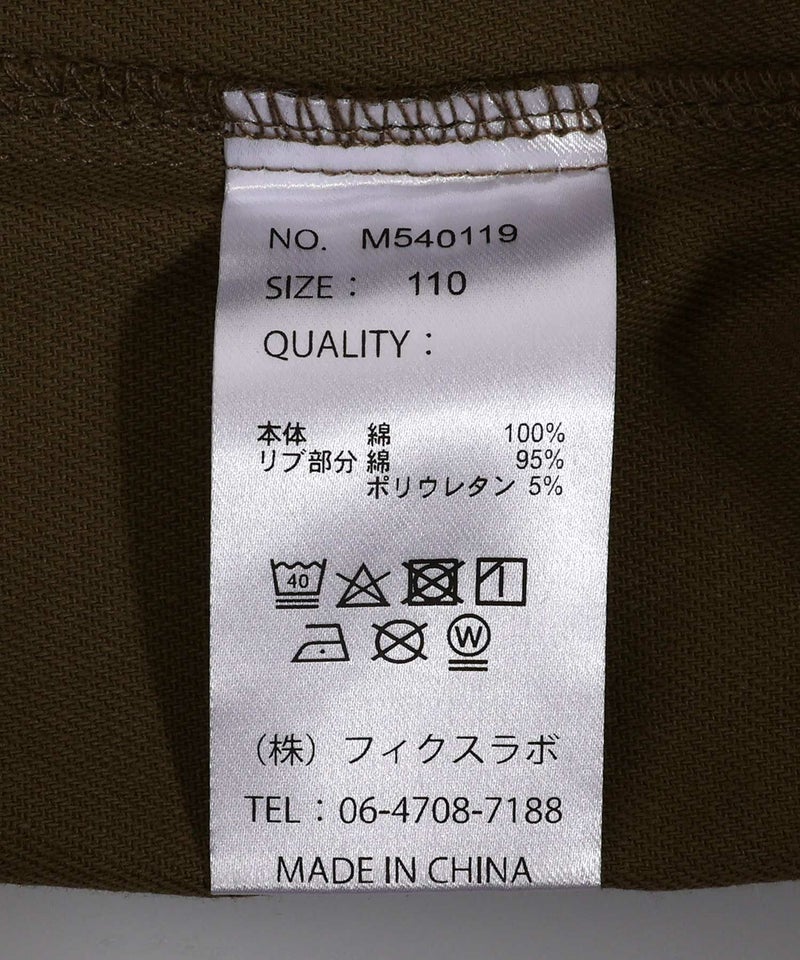 NO. M540119
SIZE : 110
QUALITY :
本体 綿 100%
リブ部分 綿 95%
ポリウレタン 5%
40
W
（株）フィクスラボ
TEL : 06-4708-7188
MADE IN CHINA